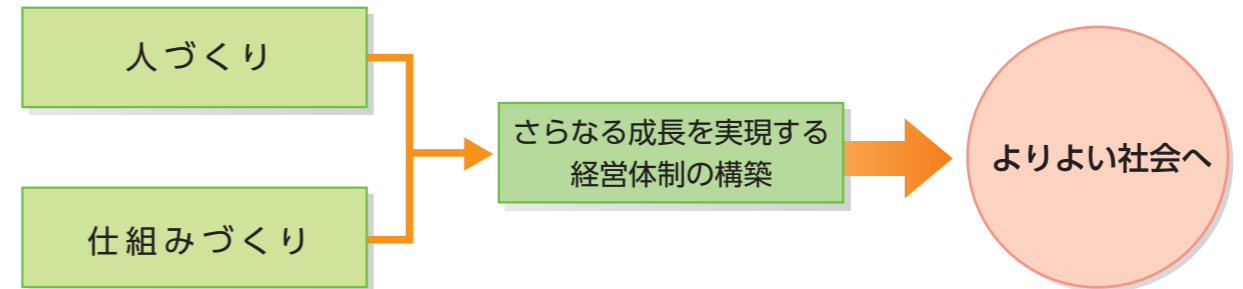 人づくり
仕組みづくり
さらなる成長を実現する
経営体制の構築
よりよい社会へ